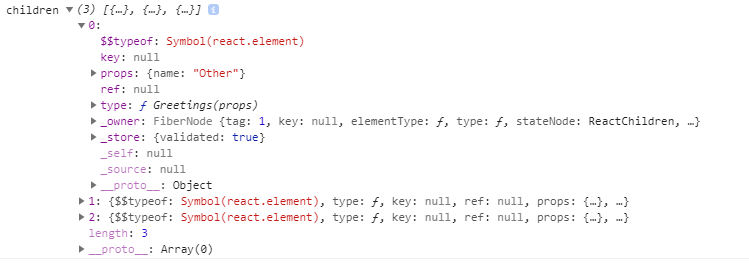 children ▼(3) [{…}, {…}, {…}] i
▼0:
$$typeof: Symbol(react.element)
key: null
▶props: {name: "Other"}
ref: null
▶type: ƒ Greetings(props)
▶_owner: FiberNode {tag: 1, key: null, elementType: ƒ, type: ƒ, stateNode: ReactChildren, …}
▶_store: {validated: true}
_self: null
_source: null
▶__proto__: Object
▶1: {$$typeof: Symbol(react.element), type: ƒ, key: null, ref: null, props: {…}, …}
▶2: {$$typeof: Symbol(react.element), type: ƒ, key: null, ref: null, props: {…}, …}
length: 3
▶__proto__: Array(0)